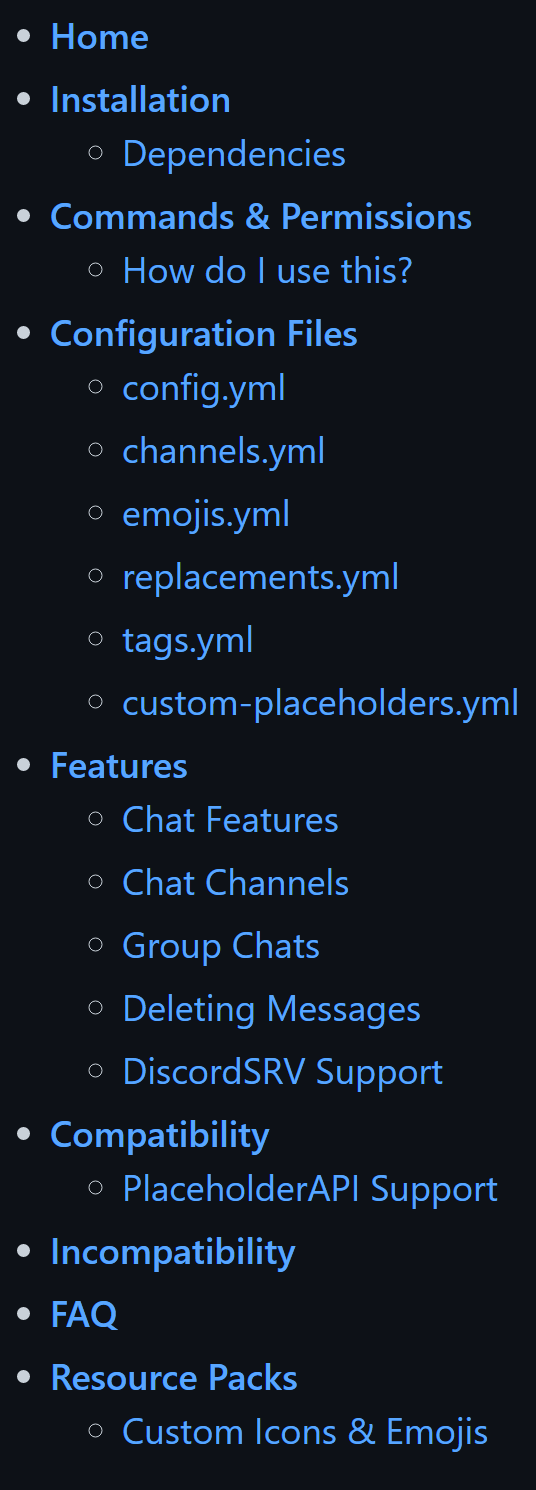 Home
Installation
Dependencies
Commands & Permissions
How do I use this?
Configuration Files
config.yml
channels.yml
emojis.yml
replacements.yml
tags.yml
custom-placeholders.yml
Features
Chat Features
Chat Channels
Group Chats
Deleting Messages
DiscordSRV Support
Compatibility
PlaceholderAPI Support
Incompatibility
FAQ
Resource Packs
Custom Icons & Emojis